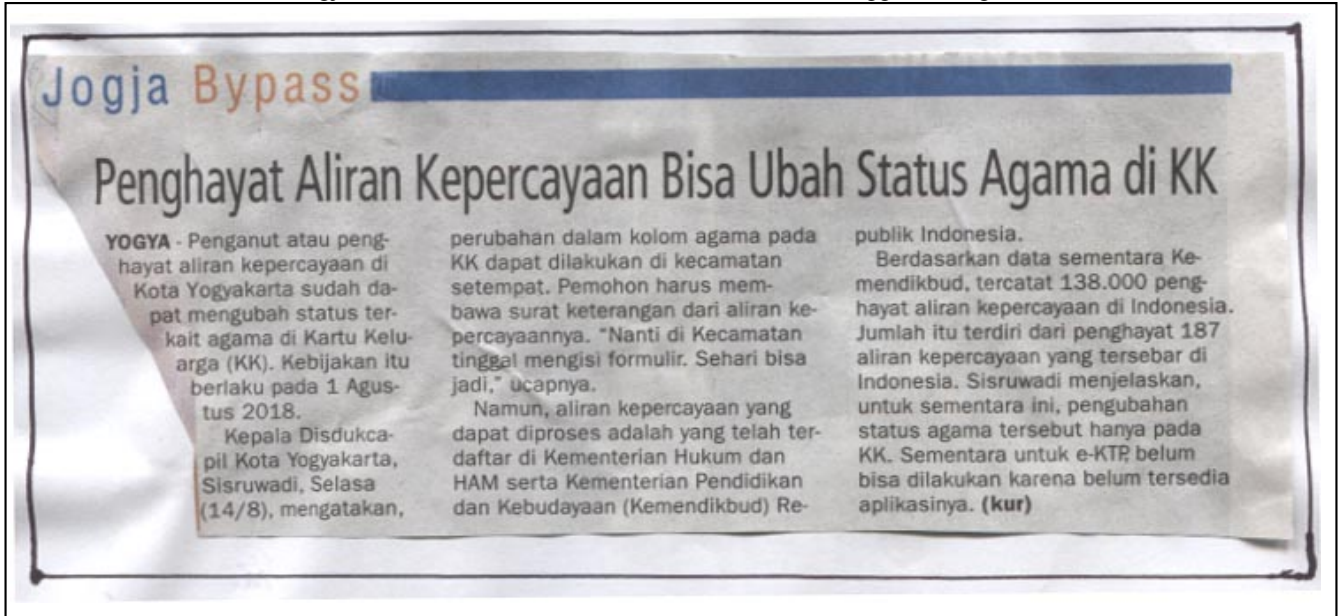 Jogja Bypass
Penghayat Aliran Kepercayaan Bisa Ubah Status Agama di KK
YOGYA - Penganut atau peng-
hayat aliran kepercayaan di
Kota Yogyakarta sudah da-
pat mengubah status ter-
kait agama di Kartu Kelu-
arga (KK). Kebijakan itu
berlaku pada 1 Agus-
tus 2018.
Kepala Disdukca-
pil Kota Yogyakarta,
Sisruwadi, Selasa
(14/8), mengatakan,
perubahan dalam kolom agama pada
KK dapat dilakukan di kecamatan
setempat. Pemohon harus mem-
bawa surat keterangan dari aliran ke-
percayaannya. "Nanti di Kecamatan
tinggal mengisi formulir. Sehari bisa
jadi," ucapnya.
Namun, aliran kepercayaan yang
dapat diproses adalah yang telah ter-
daftar di Kementerian Hukum dan
HAM serta Kementerian Pendidikan
dan Kebudayaan (Kemendikbud) Re-
publik Indonesia.
Berdasarkan data sementara Ke-
mendikbud, tercatat 138.000 peng-
hayat aliran kepercayaan di Indonesia.
Jumlah itu terdiri dari penghayat 187
aliran kepercayaan yang tersebar di
Indonesia. Sisruwadi menjelaskan,
untuk sementara ini, pengubahan
status agama tersebut hanya pada
KK. Sementara untuk e-KTP belum
bisa dilakukan karena belum tersedia
aplikasinya. (kur)